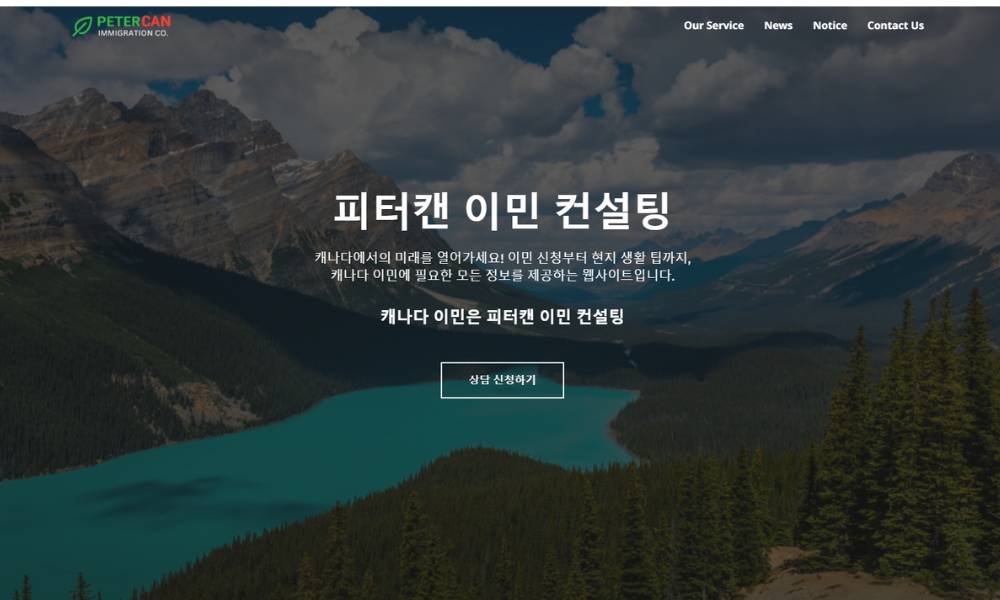 PETERCAN
IMMIGRATION CO.
Our Service News Notice Contact Us
피터캔 이민 컨설팅
캐나다에서의 미래를 열어가세요! 이민 신청부터 현지 생활 팁까지,
캐나다 이민에 필요한 모든 정보를 제공하는 웹사이트입니다.
캐나다 이민은 피터캔 이민 컨설팅
상담 신청하기